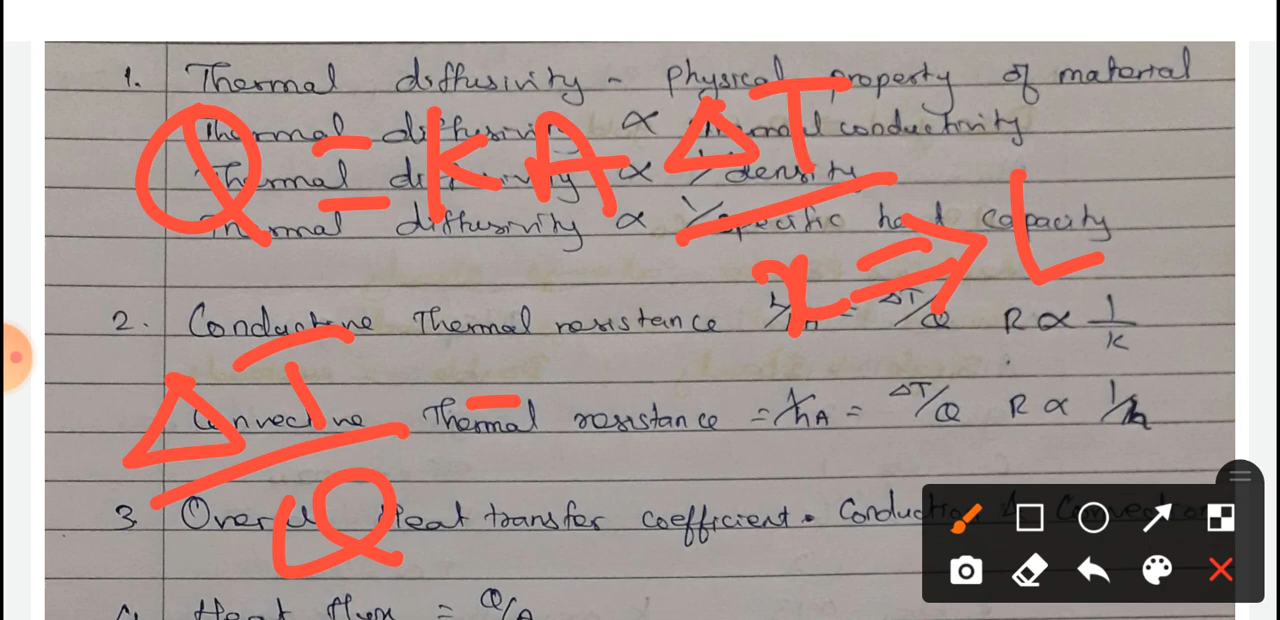 1. Thermal diffusivity - Physical property of material
Thermal diffusivity ∝ Thermal conductivity
Thermal diffusivity ∝ 1/density
Thermal diffusivity ∝ 1/specific heat capacity
Q = KA ΔT
x ⇒ L
2. Conductive Thermal resistance = ΔT/Q R ∝ 1/K
Convective Thermal resistance = 1/hA = ΔT/Q R ∝ 1/h
ΔT
Q
3. Overall Heat transfer coefficient. Conduction & Convection
Heat flux = Q/A